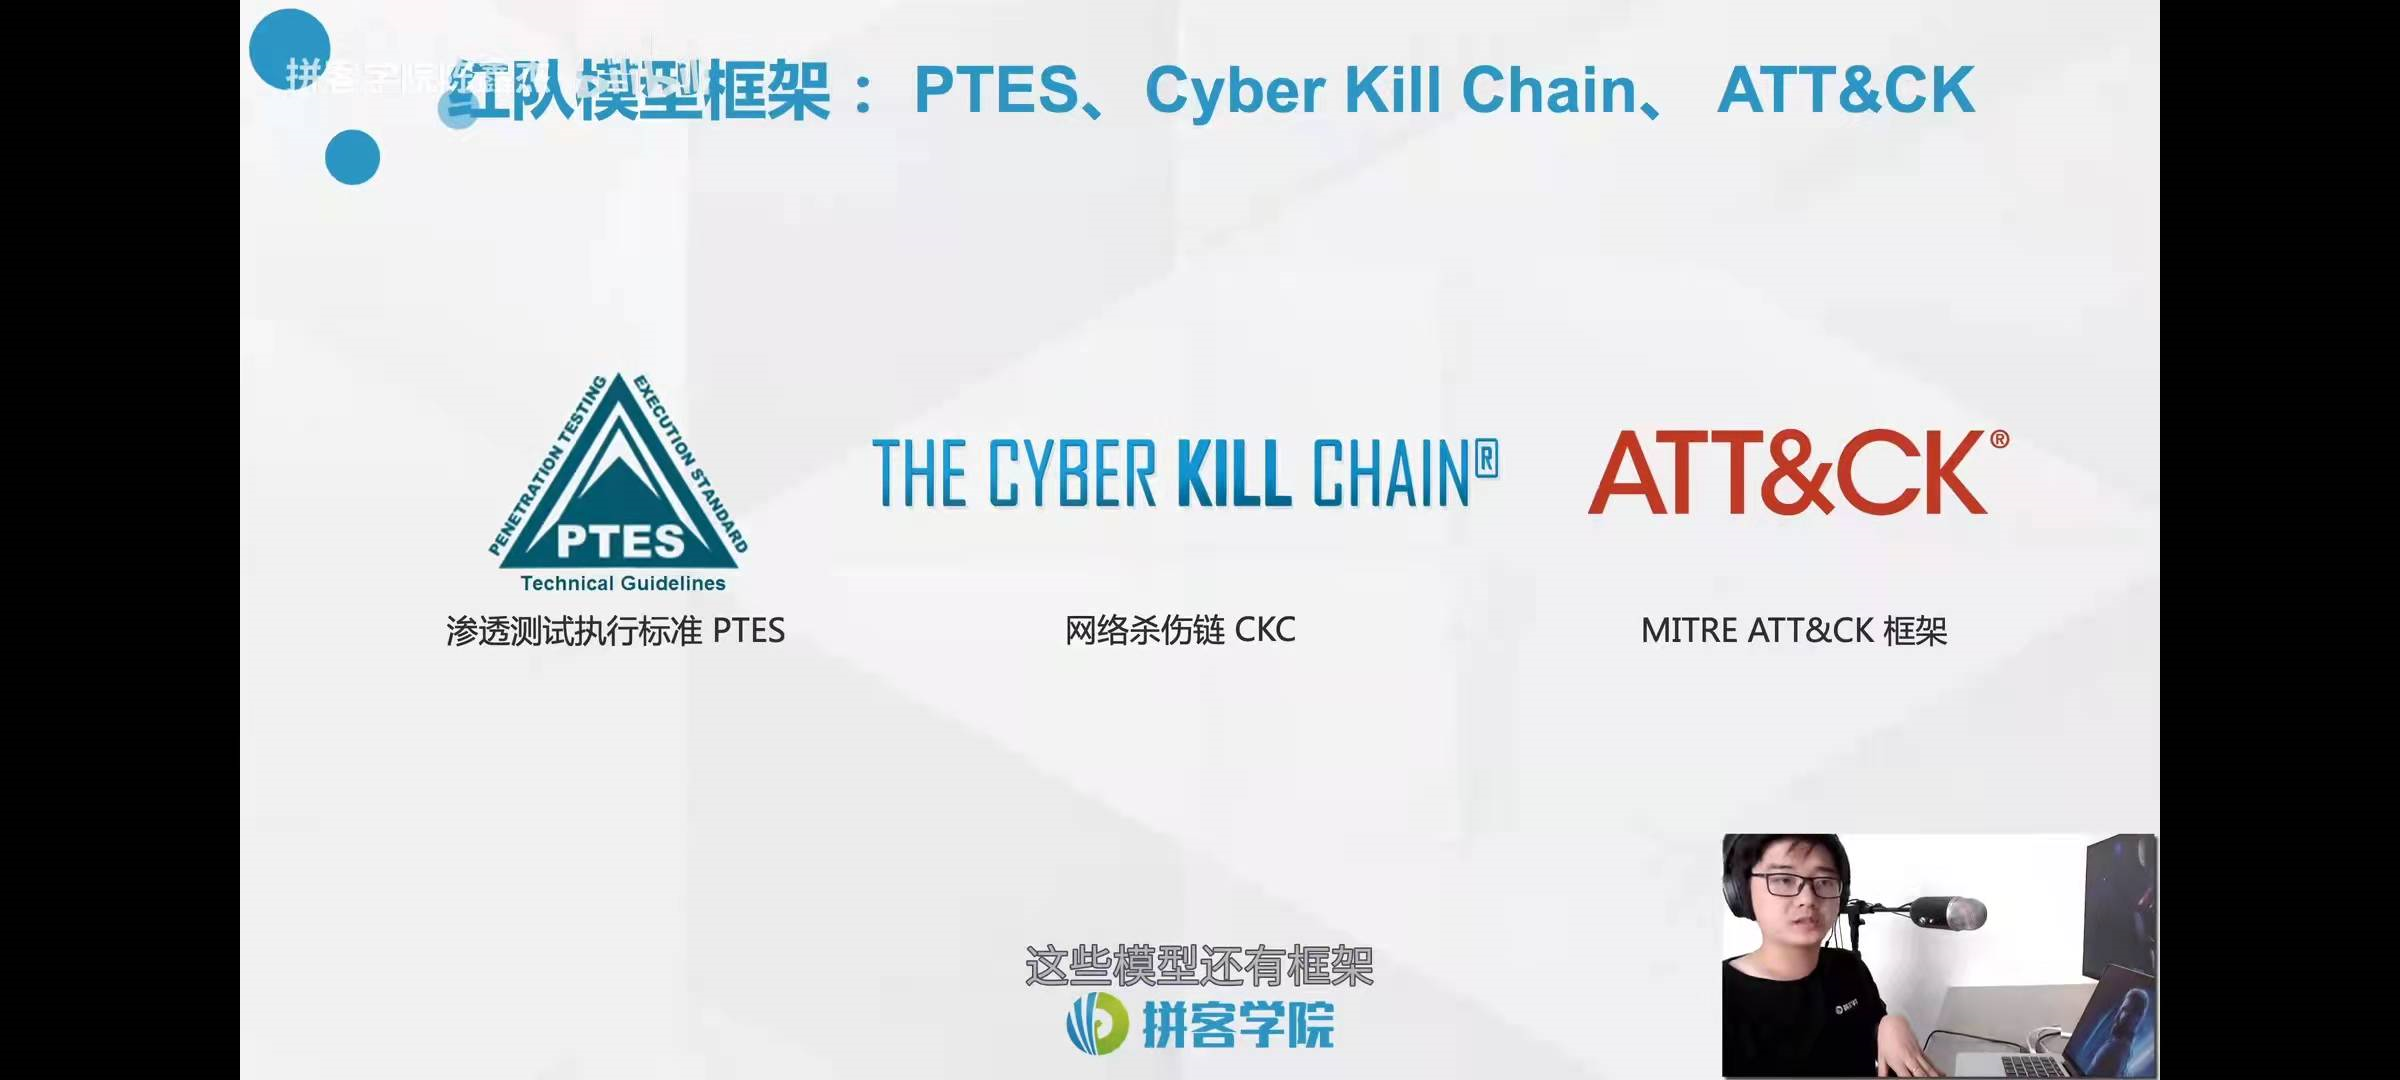 拼客学院陈鑫杰
红队模型框架： PTES、Cyber Kill Chain、 ATT&CK
PENETRATION TESTING
EXECUTION STANDARD
PTES
Technical Guidelines
THE CYBER KILL CHAIN®
ATT&CK®
渗透测试执行标准 PTES
网络杀伤链 CKC
MITRE ATT&CK 框架
这些模型还有框架
拼客学院